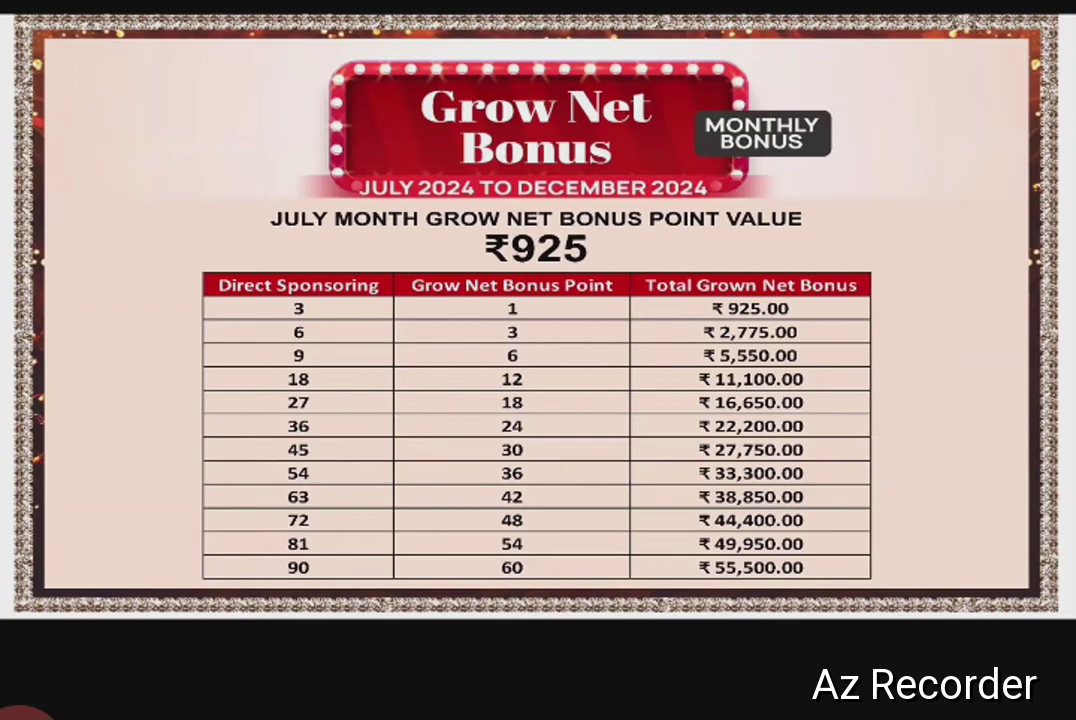 Grow Net
Bonus
MONTHLY
BONUS
JULY 2024 TO DECEMBER 2024
JULY MONTH GROW NET BONUS POINT VALUE
₹925
Direct Sponsoring Grow Net Bonus Point Total Grown Net Bonus
3 1 ₹ 925.00
6 3 ₹ 2,775.00
9 6 ₹ 5,550.00
18 12 ₹ 11,100.00
27 18 ₹ 16,650.00
36 24 ₹ 22,200.00
45 30 ₹ 27,750.00
54 36 ₹ 33,300.00
63 42 ₹ 38,850.00
72 48 ₹ 44,400.00
81 54 ₹ 49,950.00
90 60 ₹ 55,500.00
Az Recorder